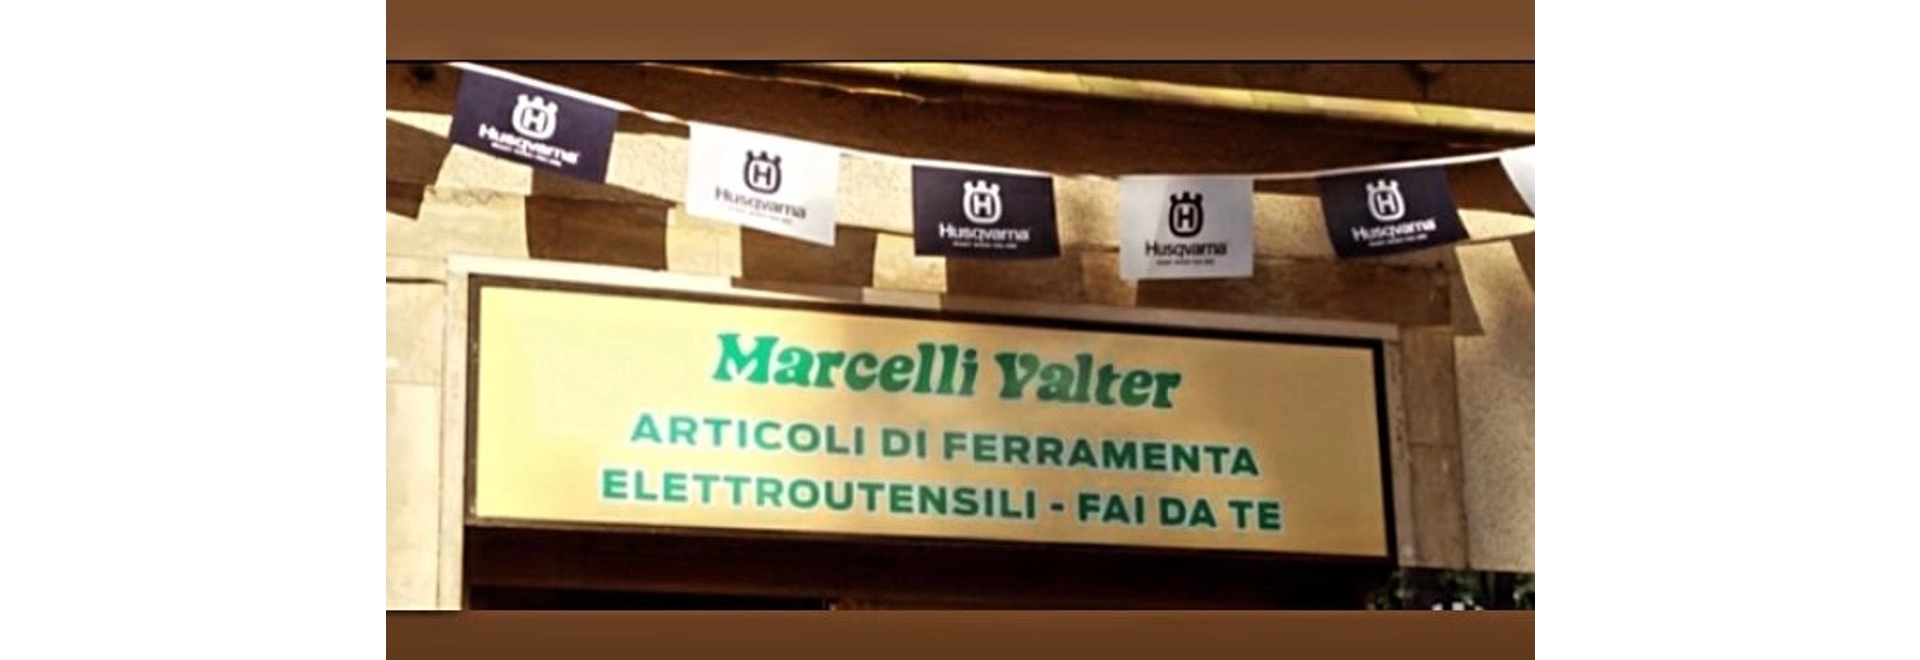 Husqvarna
Husqvarna
Husqvarna
Husqvarna
Husqvarna
Marcelli Valter
ARTICOLI DI FERRAMENTA
ELETTROUTENSILI - FAI DA TE